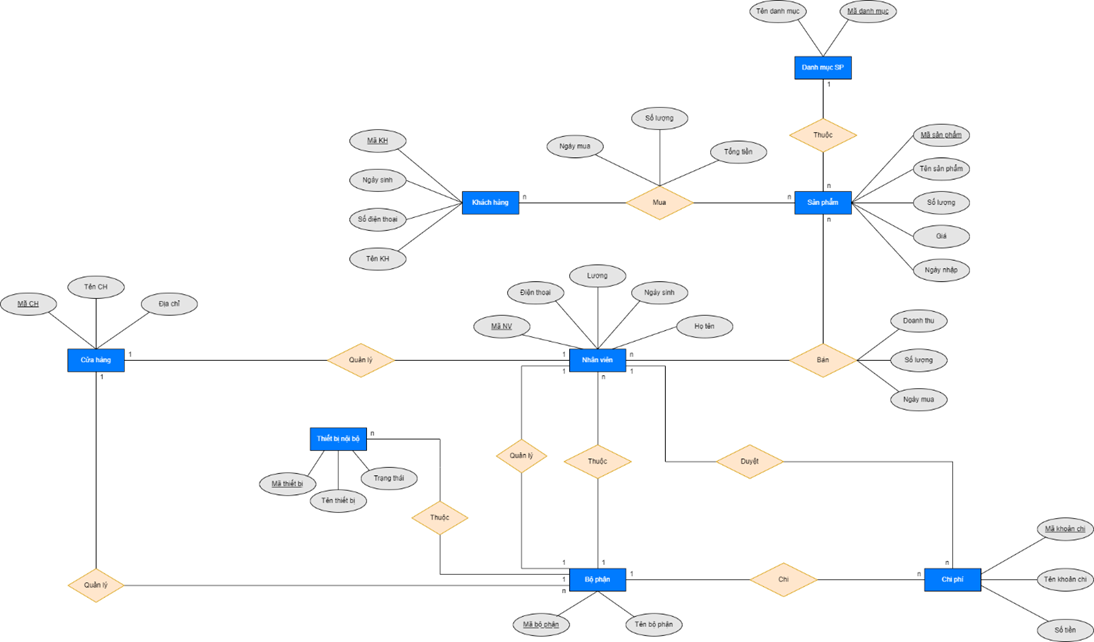 Tên danh mục
Mã danh mục
Danh mục SP
1
Thuộc
n
Số lượng
Ngày mua
Tổng tiền
Mã KH
Ngày sinh
Số điện thoại
Tên KH
Khách hàng
n
Mua
n
Sản phẩm
n
Mã sản phẩm
Tên sản phẩm
Số lượng
Giá
Ngày nhập
Tên CH
Mã CH
Địa chỉ
Cửa hàng
1
1
Quản lý
Lương
Điện thoại
Ngày sinh
Mã NV
Họ tên
1
1
Nhân viên
n
n
1
Bán
Doanh thu
Số lượng
Ngày mua
Thiết bị nội bộ
n
Mã thiết bị
Tên thiết bị
Trạng thái
Thuộc
Quản lý
Thuộc
Duyệt
Quản lý
1
1
1
n
Bộ phận
1
Mã bộ phận
Tên bộ phận
Chi
n
n
Chi phí
Mã khoản chi
Tên khoản chi
Số tiền